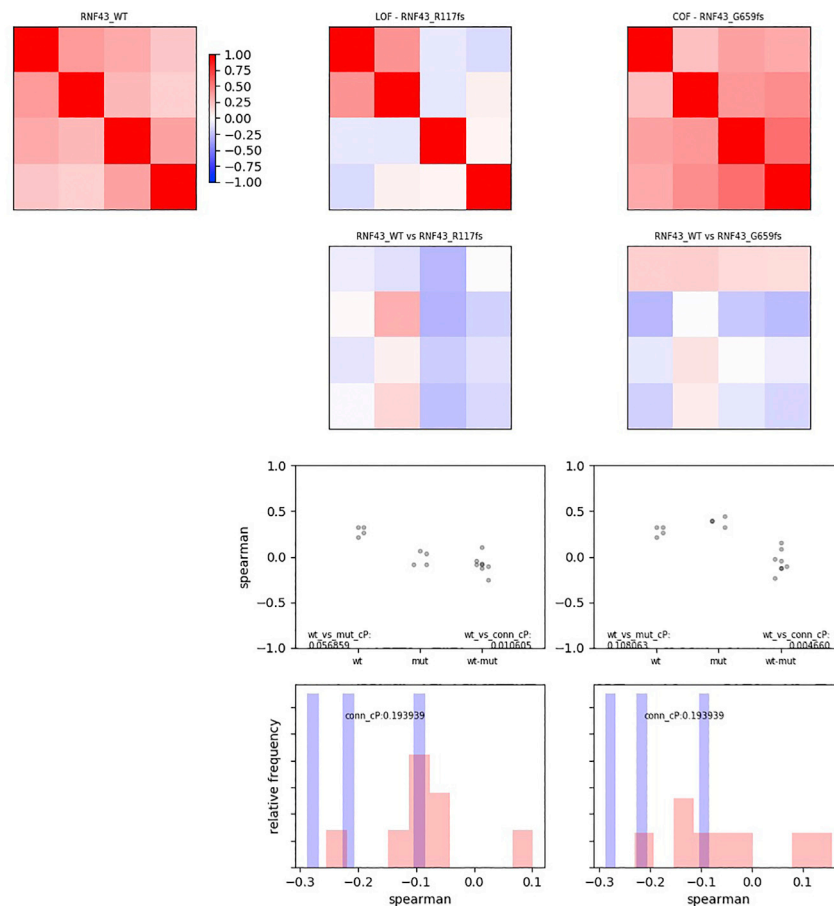 RNF43_WT
LOF - RNF43_R117fs
COF - RNF43_G659fs
1.00
0.75
0.50
0.25
0.00
−0.25
−0.50
−0.75
−1.00
RNF43_WT vs RNF43_R117fs
RNF43_WT vs RNF43_G659fs
1.0
0.5
0.0
−0.5
−1.0
spearman
wt_vs_mut_cP:
0.056859
wt_vs_conn_cP:
0.010605
wt
mut
wt-mut
1.0
0.5
0.0
−0.5
−1.0
wt_vs_mut_cP:
0.108063
wt_vs_conn_cP:
0.004660
wt
mut
wt-mut
relative frequency
conn_cP:0.193939
−0.3
−0.2
−0.1
0.0
0.1
spearman
conn_cP:0.193939
−0.3
−0.2
−0.1
0.0
0.1
spearman